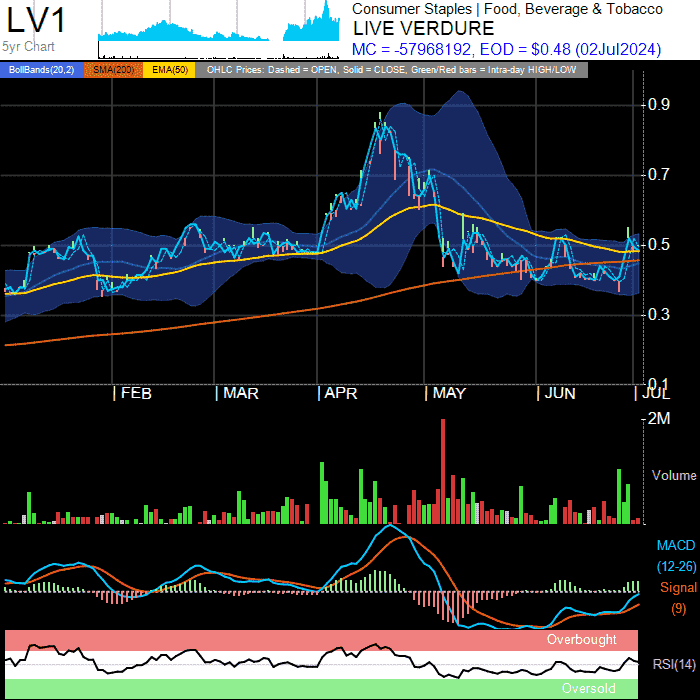 LV1
5yr Chart
Consumer Staples | Food, Beverage & Tobacco
LIVE VERDURE
MC = -57968192, EOD = $0.48 (02Jul2024)
BollBands(20,2) SMA(200) EMA(50) OHLC Prices: Dashed = OPEN, Solid = CLOSE, Green/Red bars = Intra-day HIGH/LOW
0.9
0.7
0.5
0.3
0.1
FEB MAR APR MAY JUN JUL
2M
Volume
MACD
(12-26)
Signal
(9)
Overbought
RSI(14)
Oversold